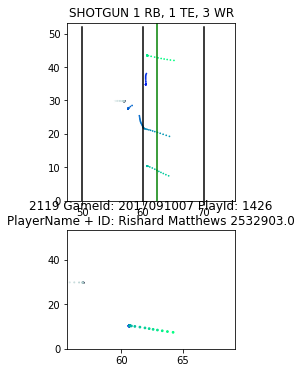 SHOTGUN 1 RB, 1 TE, 3 WR
50
40
30
20
10
0
50 60 70
2119 GameId: 2017091007 PlayId: 1426
PlayerName + ID: Rishard Matthews 2532903.0
40
20
0
60 65